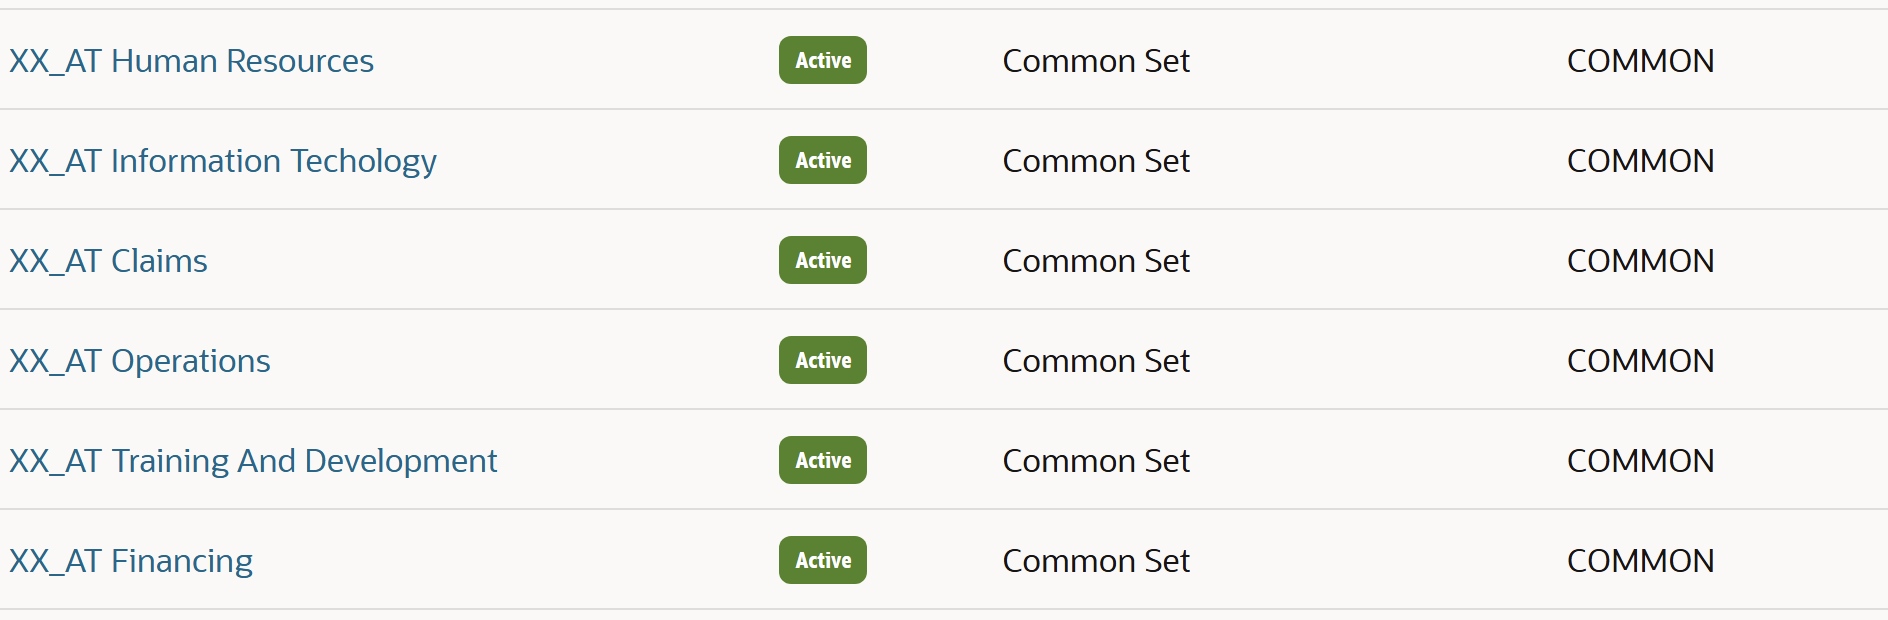 XX_AT Human Resources Active Common Set COMMON
XX_AT Information Techology Active Common Set COMMON
XX_AT Claims Active Common Set COMMON
XX_AT Operations Active Common Set COMMON
XX_AT Training And Development Active Common Set COMMON
XX_AT Financing Active Common Set COMMON